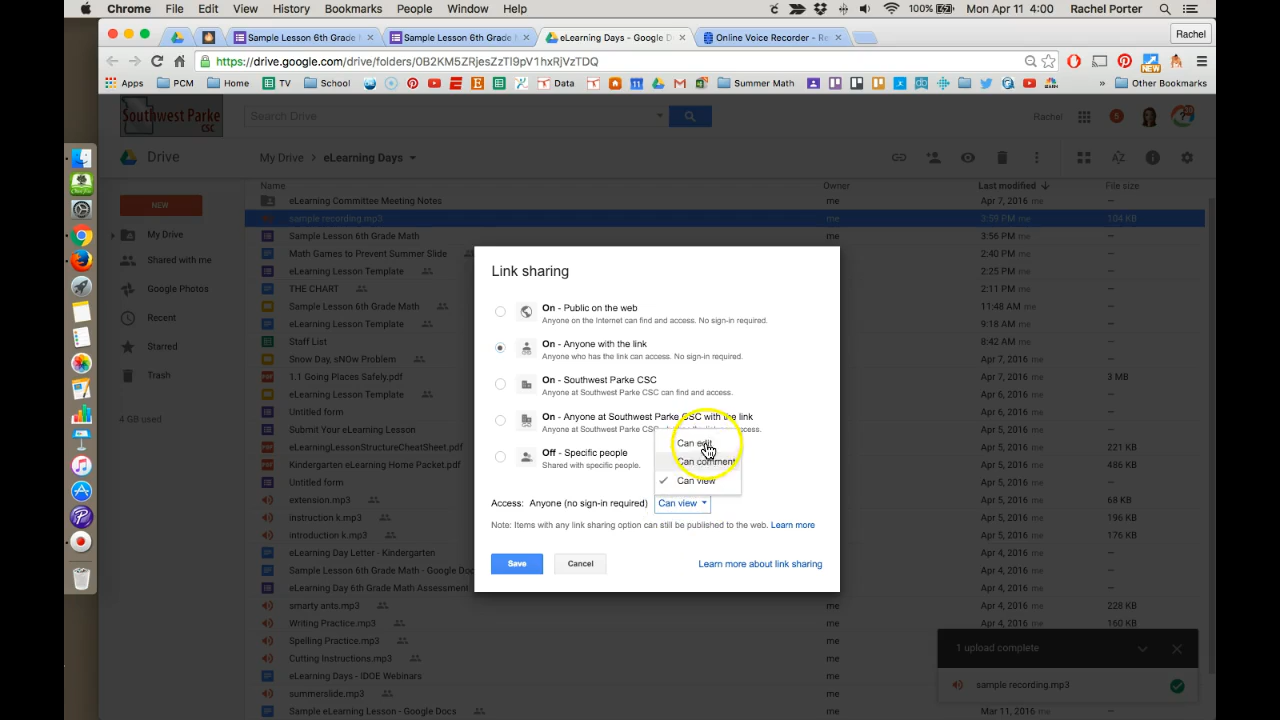 Chrome File Edit View History Bookmarks People Window Help 100% Mon Apr 11 4:00 Rachel Porter
Sample Lesson 6th Grade Sample Lesson 6th Grade eLearning Days - Google D Online Voice Recorder - Re Rachel
https://drive.google.com/drive/folders/0B2KM5ZRjesZzTI9pV1hxRjVzTDQ
Apps PCM Home TV School Data Summer Math » Other Bookmarks
NEW
Southwest Parke
CSC
Search Drive
Rachel 5
Drive My Drive eLearning Days
Name Owner Last modified File size
NEW
My Drive
Shared with me
Google Photos
Recent
Starred
Trash
4 GB used
eLearning Committee Meeting Notes me Apr 7, 2016 me –
sample recording.mp3 me 3:59 PM me 104 KB
Sample Lesson 6th Grade Math 3:56 PM me –
Math Games to Prevent Summer Slide 2:40 PM me –
eLearning Lesson Template 2:25 PM me –
THE CHART me –
Sample Lesson 6th Grade Math 11:48 AM me –
eLearning Lesson Template 9:18 AM me –
Staff List 8:42 AM me –
Snow Day, sNOw Problem Apr 7, 2016 me –
1.1 Going Places Safely.pdf Apr 7, 2016 me 3 MB
eLearning Lesson Template Apr 7, 2016 me –
Untitled form Apr 6, 2016 me –
Submit Your eLearning Apr 6, 2016 me –
eLearningLessonStructureCheatSheet.pdf Apr 6, 2016 me 221 KB
Kindergarten eLearning Home Packet.pdf Apr 6, 2016 me 486 KB
Untitled form Apr 6, 2016 me –
extension.mp3 Apr 5, 2016 me 68 KB
instruction k.mp3 Apr 5, 2016 me 196 KB
introduction k.mp3 Apr 5, 2016 me 176 KB
eLearning Day Letter - Kindergarten Apr 4, 2016 me –
Sample eLearning Lesson 6th Grade Math - Google Doc Apr 4, 2016 me –
eLearning Day 6th Grade Math Assessment Apr 4, 2016 me –
smarty ants.mp3 me Apr 4, 2016 me 228 KB
Writing Practice.mp3 me Apr 4, 2016 me 160 KB
Spelling Practice.mp3 me
Cutting Instructions.mp3 me
eLearning Days - IDOE Webinars me
summerslide.mp3 me
Sample eLearning Lesson - Google Docs me Mar 11, 2016 me
Link sharing
On - Public on the web
Anyone on the Internet can find and access. No sign-in required.
On - Anyone with the link
Anyone who has the link can access. No sign-in required.
On - Southwest Parke CSC
Anyone at Southwest Parke CSC can find and access.
On - Anyone at Southwest Parke CSC with the link
Anyone at Southwest Parke CSC access.
Off - Specific people
Shared with specific people.
Can edit
Can comment
Can view
Access: Anyone (no sign-in required) Can view
Note: Items with any link sharing option can still be published to the web. Learn more
Save Cancel Learn more about link sharing
1 upload complete
sample recording.mp3